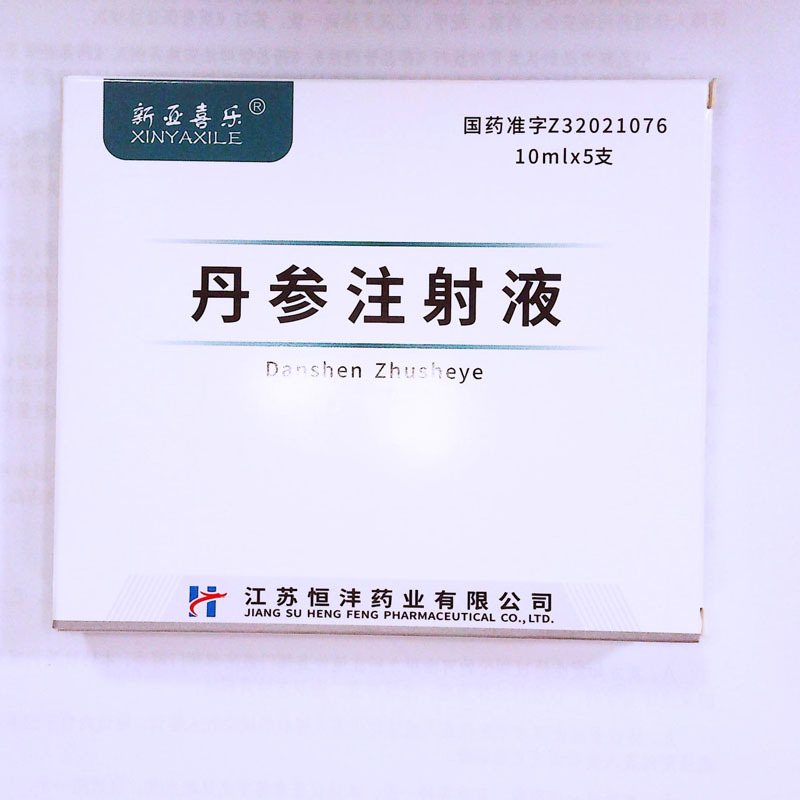 新亚喜乐®
XINYAXILE
国药准字Z32021076
10mlx5支
丹参注射液
Danshen Zhusheye
江苏恒沣药业有限公司
JIANG SU HENG FENG PHARMACEUTICAL CO.,LTD.